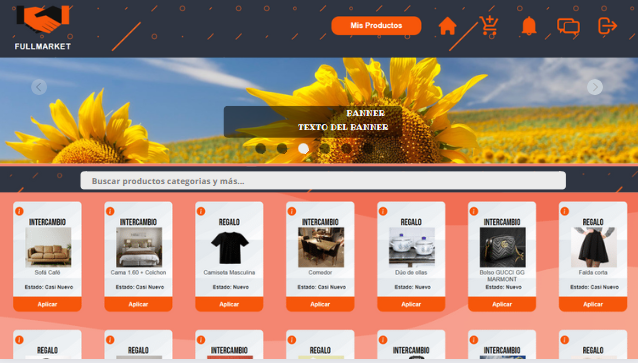 FULLMARKET
Mis Productos
BANNER
TEXTO DEL BANNER
Buscar productos categorias y más...
INTERCAMBIO
Sofá Café
Estado: Casi Nuevo
Aplicar
INTERCAMBIO
Cama 1.60 + Colchon
Estado: Casi Nuevo
Aplicar
REGALO
Camiseta Masculina
Estado: Nuevo
Aplicar
INTERCAMBIO
Comedor
Estado: Casi Nuevo
Aplicar
REGALO
Dúo de ollas
Estado: Casi Nuevo
Aplicar
INTERCAMBIO
Bolso GUCCI GG
MARMONT
Estado: Casi Nuevo
Aplicar
REGALO
Falda corta
Estado: Casi Nuevo
Aplicar
REGALO
REGALO
INTERCAMBIO
INTERCAMBIO
REGALO
INTERCAMBIO
REGALO